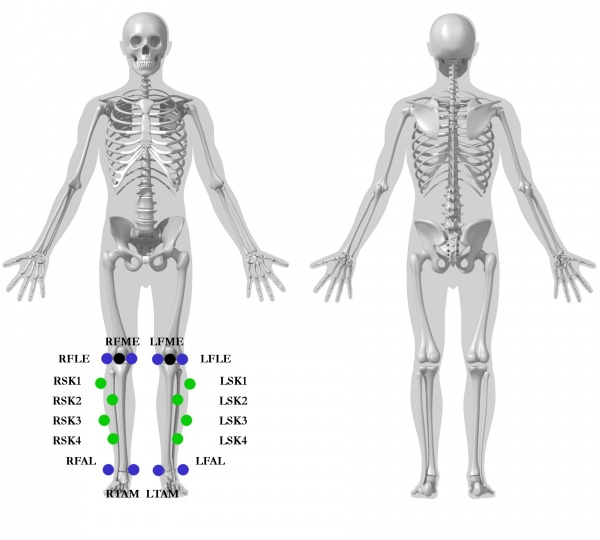 RFME LFME
RFLE LFLE
RSK1 LSK1
RSK2 LSK2
RSK3 LSK3
RSK4 LSK4
RFAL LFAL
RTAM LTAM